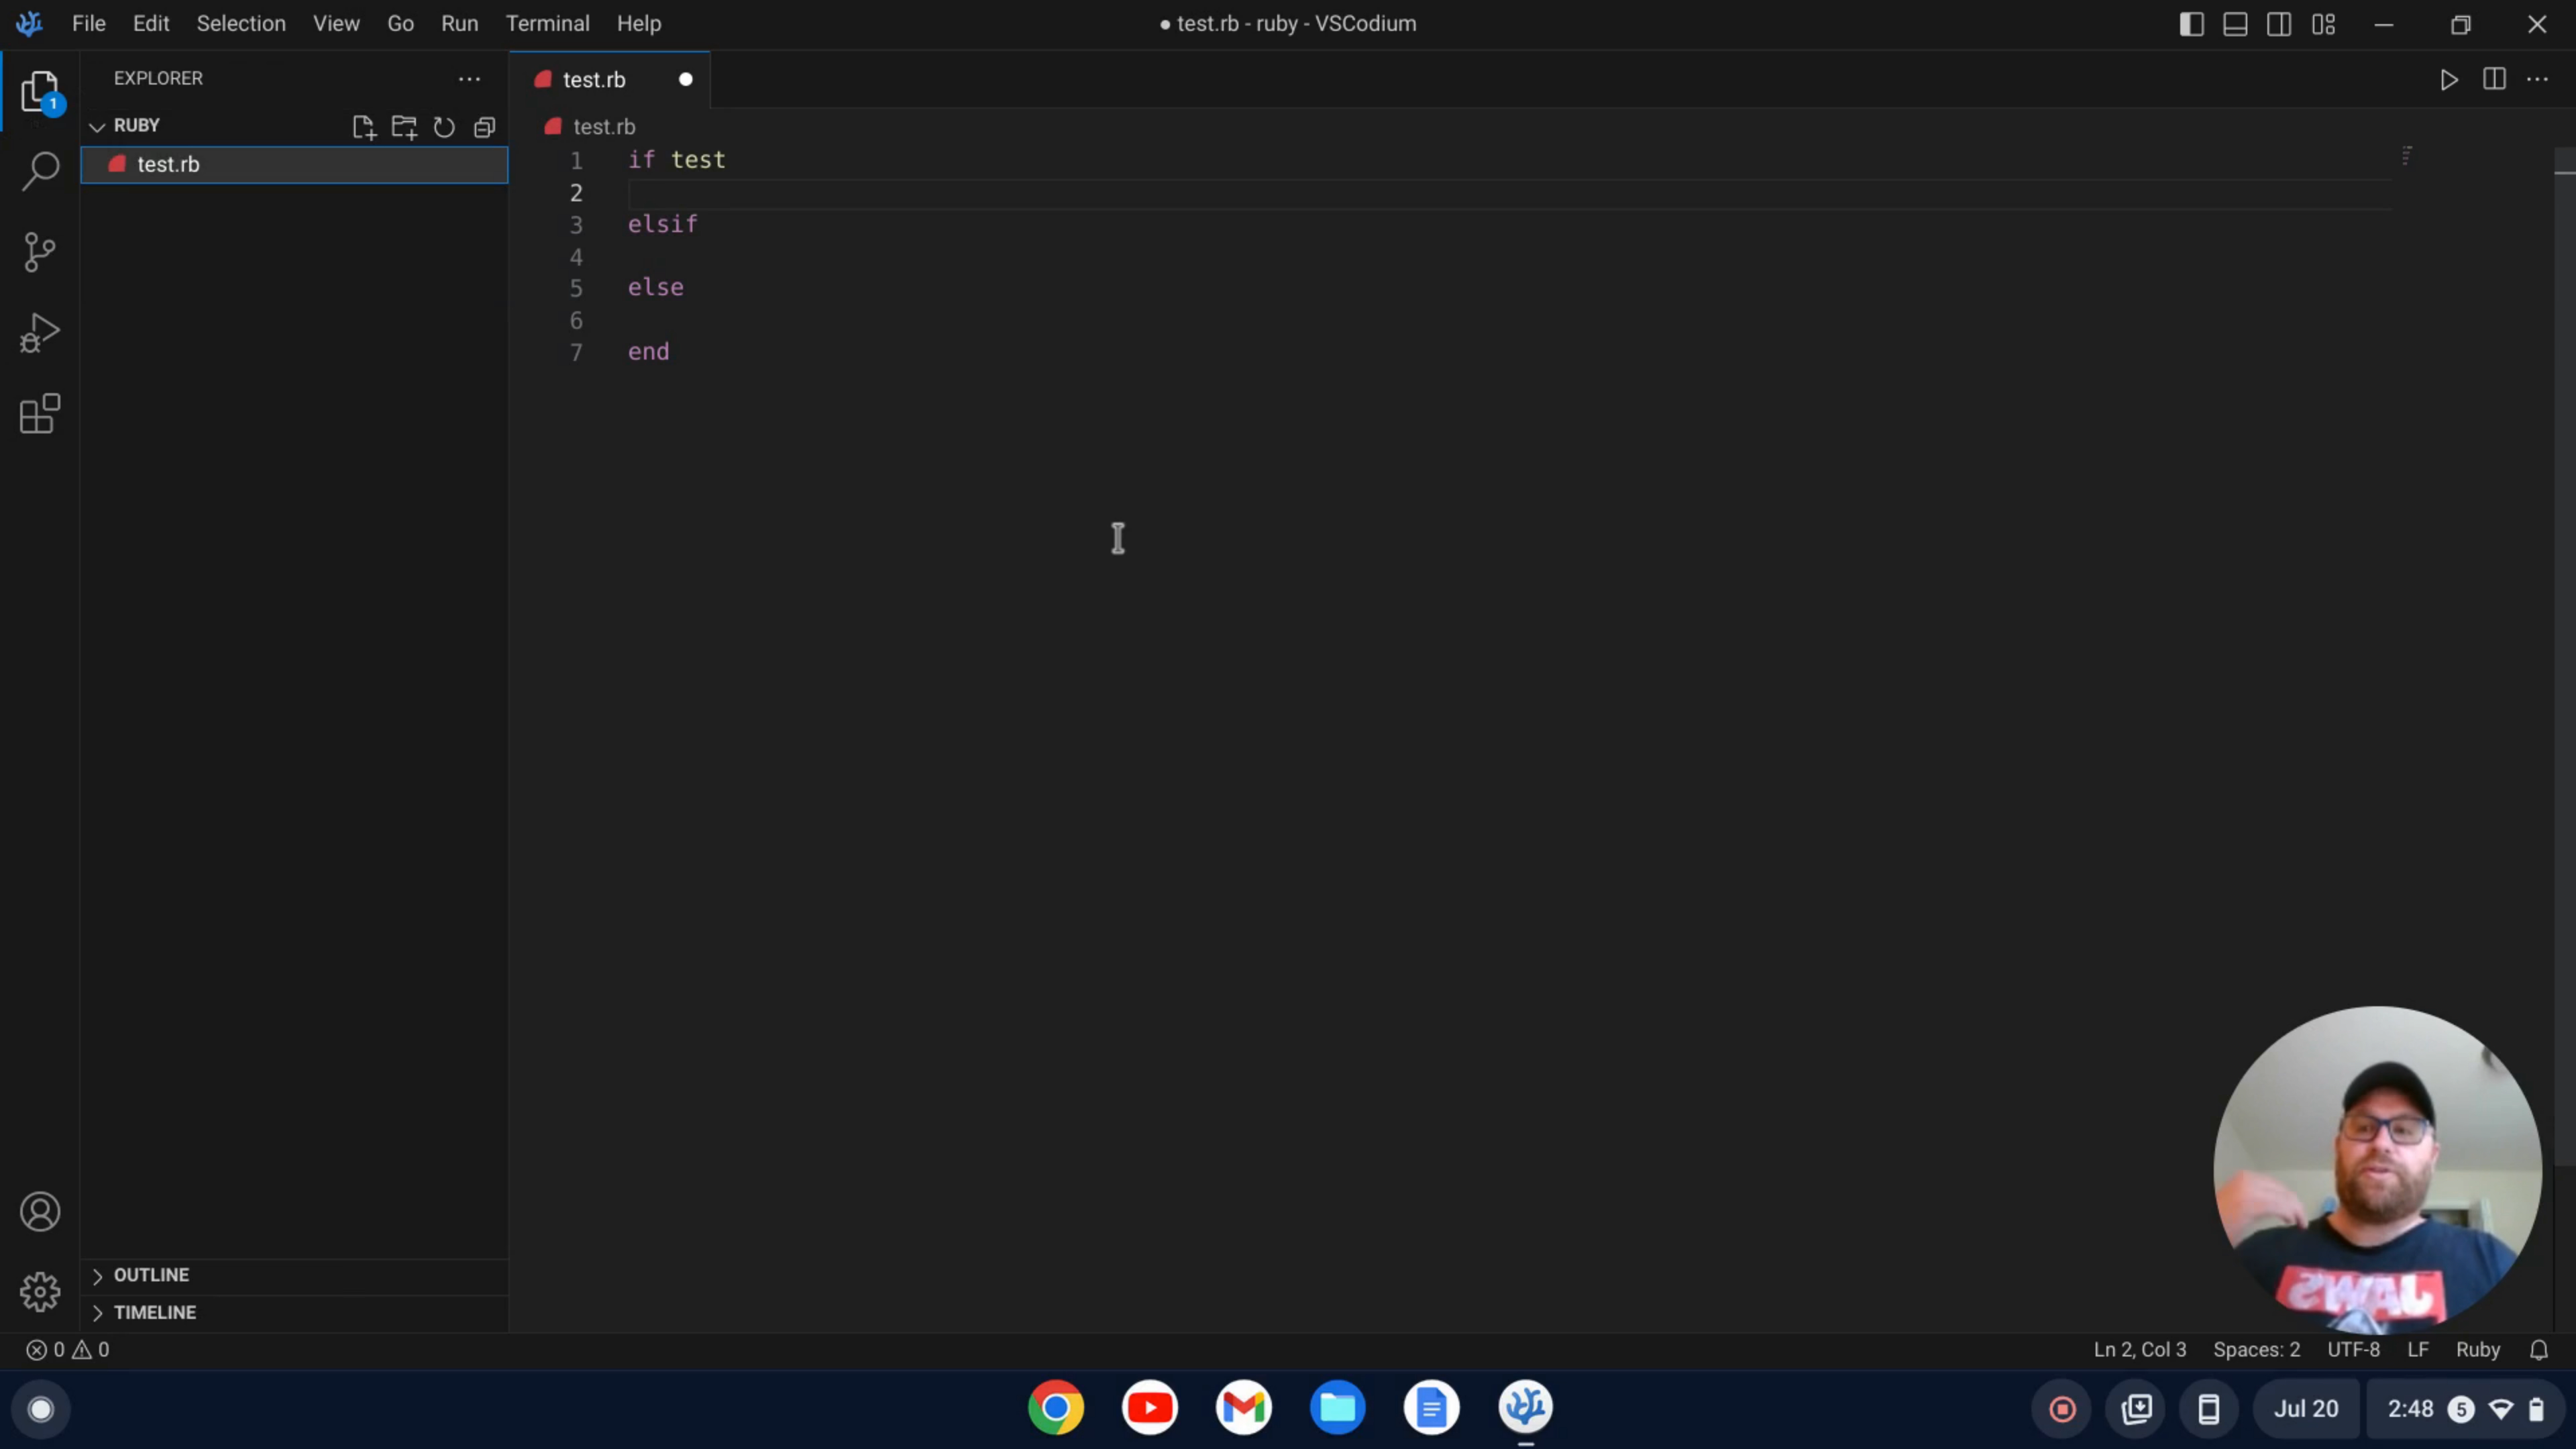 File Edit Selection View Go Run Terminal Help
● test.rb - ruby - VSCodium
EXPLORER
1
RUBY
test.rb
test.rb
test.rb
1 if test
2
3 elsif
4
5 else
6
7 end
JAWS
OUTLINE
TIMELINE
0 0
Ln 2, Col 3 Spaces: 2 UTF-8 LF Ruby
Jul 20 2:48 5